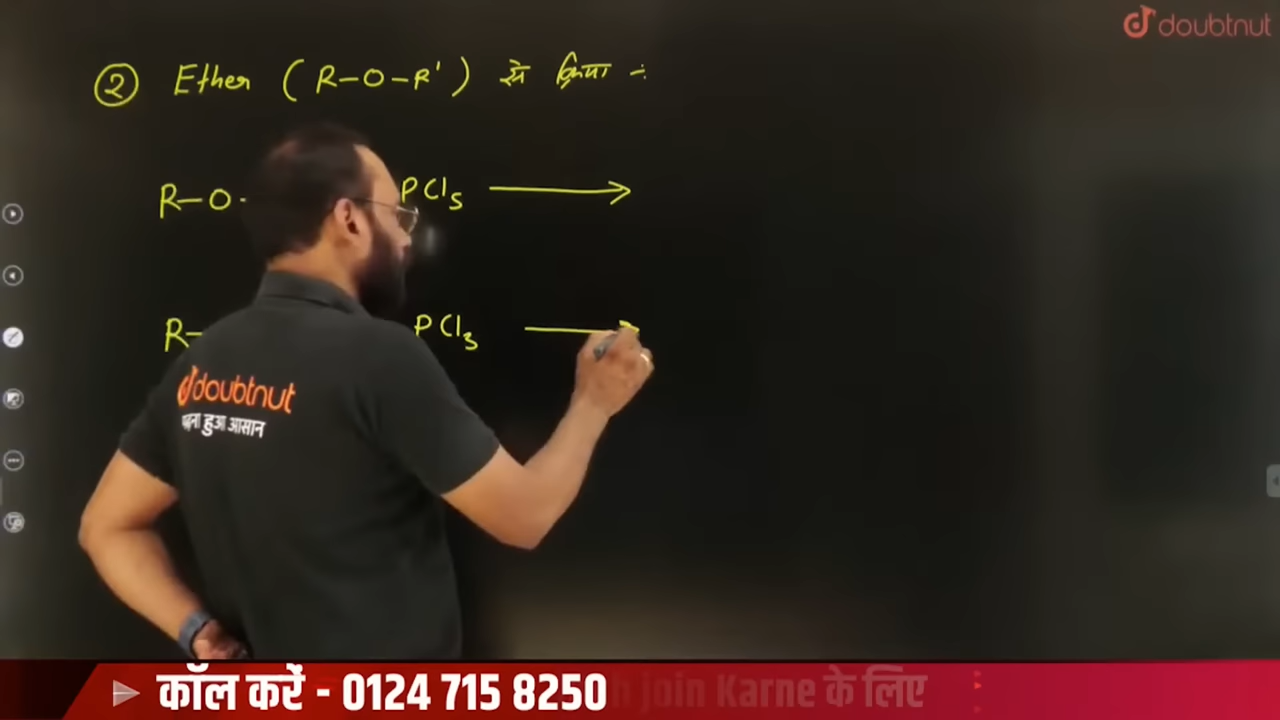 doubtnut
② Ether (R-O-R') से क्रिया :-
R-O- PCl₅ ⟶
R- PCl₃ ⟶
doubtnut
पढ़ना हुआ आसान
कॉल करें - 0124 715 8250 join Karne के लिए